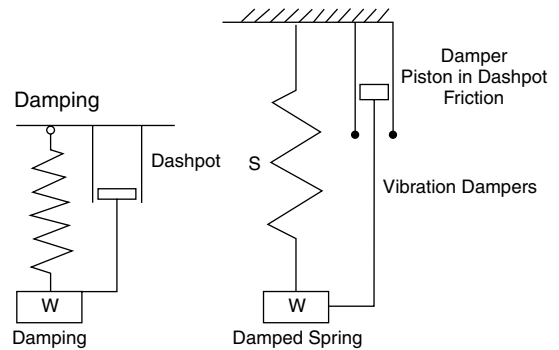 Damping
Dashpot
W
Damping
Damper
Piston in Dashpot
Friction
S
Vibration Dampers
W
Damped Spring